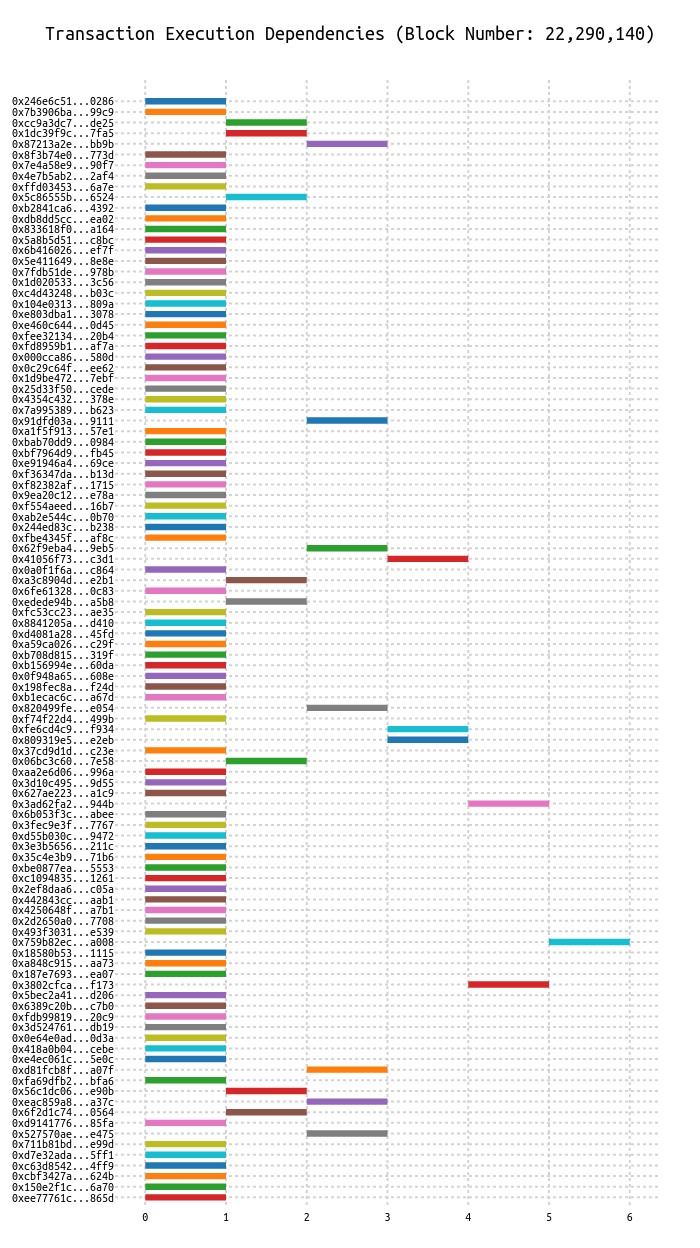 Transaction Execution Dependencies (Block Number: 22,290,140)
0x246e6c51...0286
0x7b3906ba...99c9
0xcc9a3dc7...de25
0x1dc39f9c...7fa5
0x87213a2e...bb9b
0x8f3b74e0...773d
0x7e4a58e9...90f7
0x4e7b5ab2...2af4
0xffd03453...6a7e
0x5c86555b...6524
0xb2841ca6...4392
0xdb8dd5cc...ea02
0x833618f0...a164
0x5a8b5d51...c8bc
0x6b416026...ef7f
0x5e411649...8e8e
0x7fdb51de...978b
0x1d020533...3c56
0xc4d43248...b03c
0x104e0313...809a
0xe803dba1...3078
0xe460c644...0d45
0xfee32134...20b4
0xfd8959b1...af7a
0x000cca86...580d
0x0c29c64f...ee62
0x1d9be472...7ebf
0x25d33f50...cede
0x4354c432...378e
0x7a995389...b623
0x91dfd03a...9111
0xa1f5f913...57e1
0xbab70dd9...0984
0xbf7964d9...fb45
0xe91946a4...69ce
0xf36347da...b13d
0xf82382af...1715
0x9ea20c12...e78a
0xf554aeed...16b7
0xab2e544c...0b70
0x244ed83c...b238
0xfbe4345f...af8c
0x62f9eba4...9eb5
0x41056f73...c3d1
0x0a0f1f6a...c864
0xa3c8904d...e2b1
0x6fe61328...0c83
0xedede94b...a5b8
0xfc53cc23...ae35
0x8841205a...d410
0xd4081a28...45fd
0xa59ca026...c29f
0xb708d815...319f
0xb156994e...60da
0x0f948a65...608e
0x198fec8a...f24d
0xb1ecac6c...a67d
0x820499fe...e054
0xf74f22d4...499b
0xfe6cd4c9...f934
0x809319e5...e2eb
0x37cd9d1d...c23e
0x06bc3c60...7e58
0xaa2e6d06...996a
0x3d10c495...9d55
0x627ae223...a1c9
0x3ad62fa2...944b
0x6b053f3c...abee
0x3fec9e3f...7767
0xd55b030c...9472
0x3e3b5656...211c
0x35c4e3b9...71b6
0xbe0877ea...5553
0xc1094835...1261
0x2ef8daa6...c05a
0x442843cc...aab1
0x4250648f...a7b1
0x2d2650a0...7708
0x493f3031...e539
0x759b82ec...a008
0x18580b53...1115
0xa848c915...aa73
0x187e7693...ea07
0x3802cfca...f173
0x5bec2a41...d206
0x6389c20b...c7b0
0xfdb99819...20c9
0x3d524761...db19
0x0e64e0ad...0d3a
0x418a0b04...cebe
0xe4ec061c...5e0c
0xd81fcb8f...a07f
0xfa69dfb2...bfa6
0x56c1dc06...e90b
0xeac859a8...a37c
0x6f2d1c74...0564
0xd9141776...85fa
0x527570ae...e475
0x711b81bd...e99d
0xd7e32ada...5ff1
0xc63d8542...4ff9
0xcbf3427a...624b
0x150e2f1c...6a70
0xee77761c...865d
0 1 2 3 4 5 6